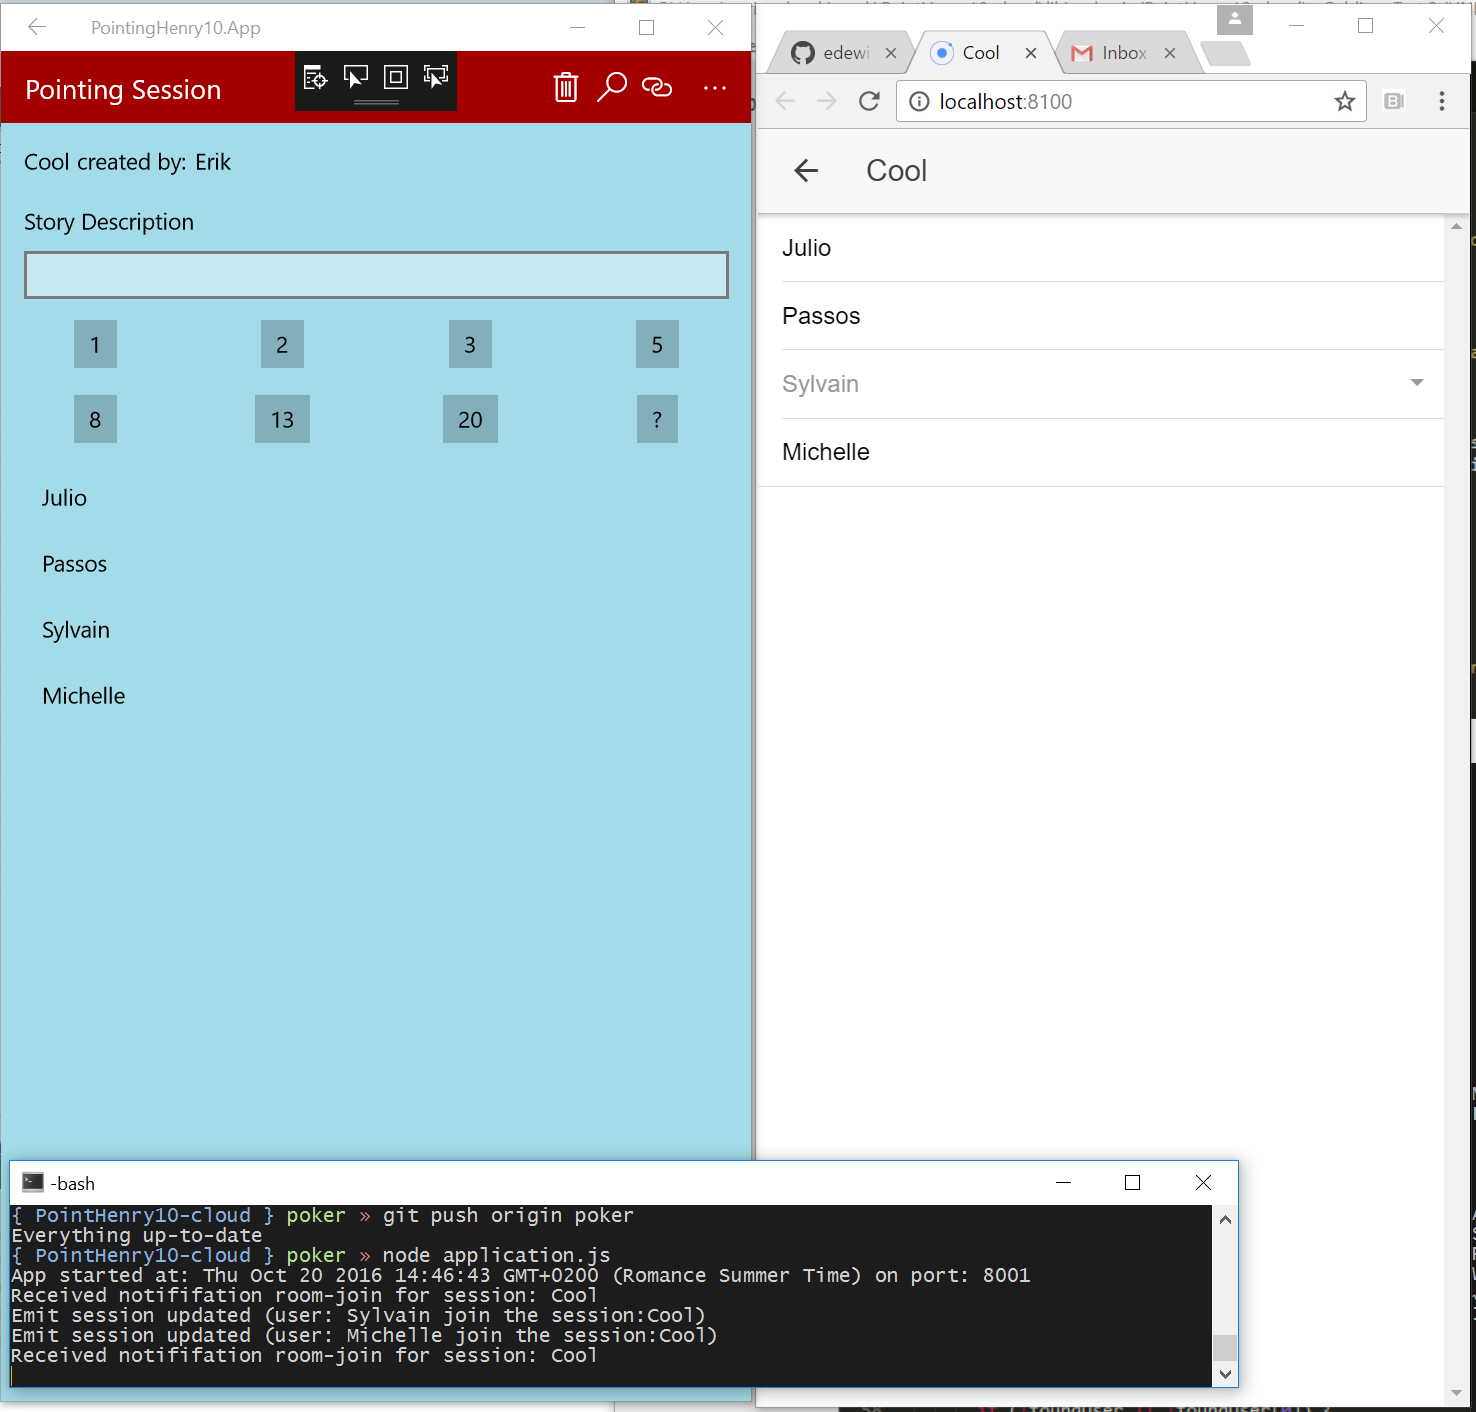 PointingHenry10.App
Pointing Session
Cool created by: Erik
Story Description
1 2 3 5
8 13 20 ?
Julio
Passos
Sylvain
Michelle
edewi Cool Inbox
localhost:8100
Cool
Julio
Passos
Sylvain
Michelle
-bash
{ PointHenry10-cloud } poker » git push origin poker
Everything up-to-date
{ PointHenry10-cloud } poker » node application.js
App started at: Thu Oct 20 2016 14:46:43 GMT+0200 (Romance Summer Time) on port: 8001
Received notififation room-join for session: Cool
Emit session updated (user: Sylvain join the session:Cool)
Emit session updated (user: Michelle join the session:Cool)
Received notififation room-join for session: Cool